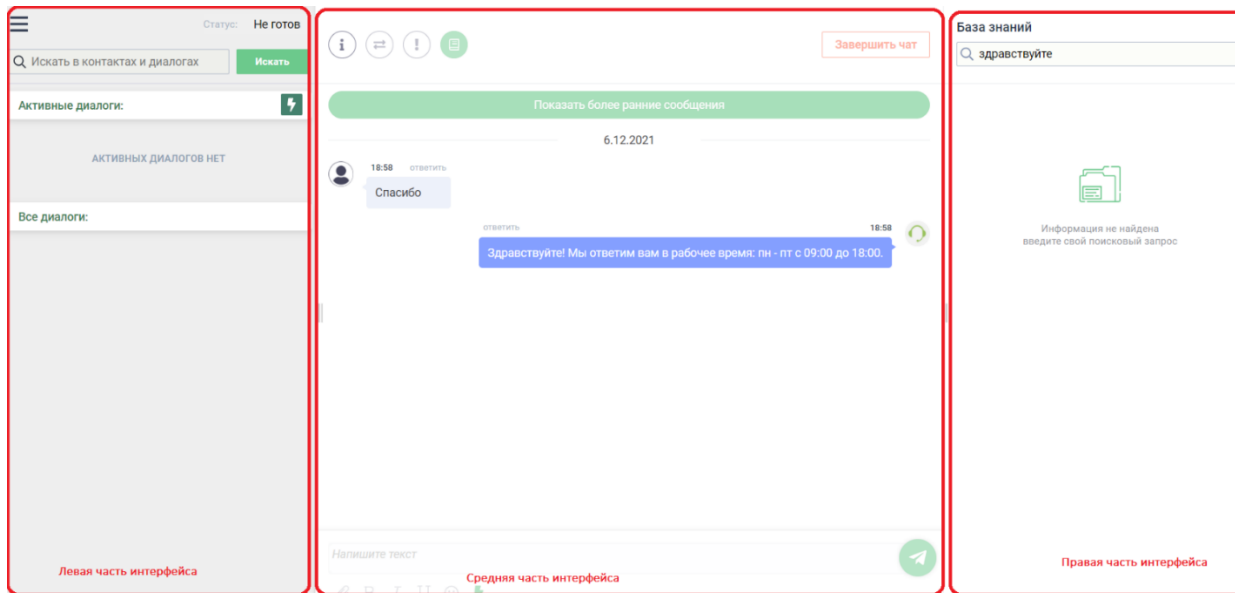 Статус: Не готов
Искать в контактах и диалогах
Искать
Активные диалоги:
АКТИВНЫХ ДИАЛОГОВ НЕТ
Все диалоги:
Левая часть интерфейса
Завершить чат
Показать более ранние сообщения
6.12.2021
18:58 ответить
Спасибо
ответить 18:58
Здравствуйте! Мы ответим вам в рабочее время: пн - пт с 09:00 до 18:00.
Напишите текст
Средняя часть интерфейса
База знаний
здравствуйте
Информация не найдена
введите свой поисковый запрос
Правая часть интерфейса